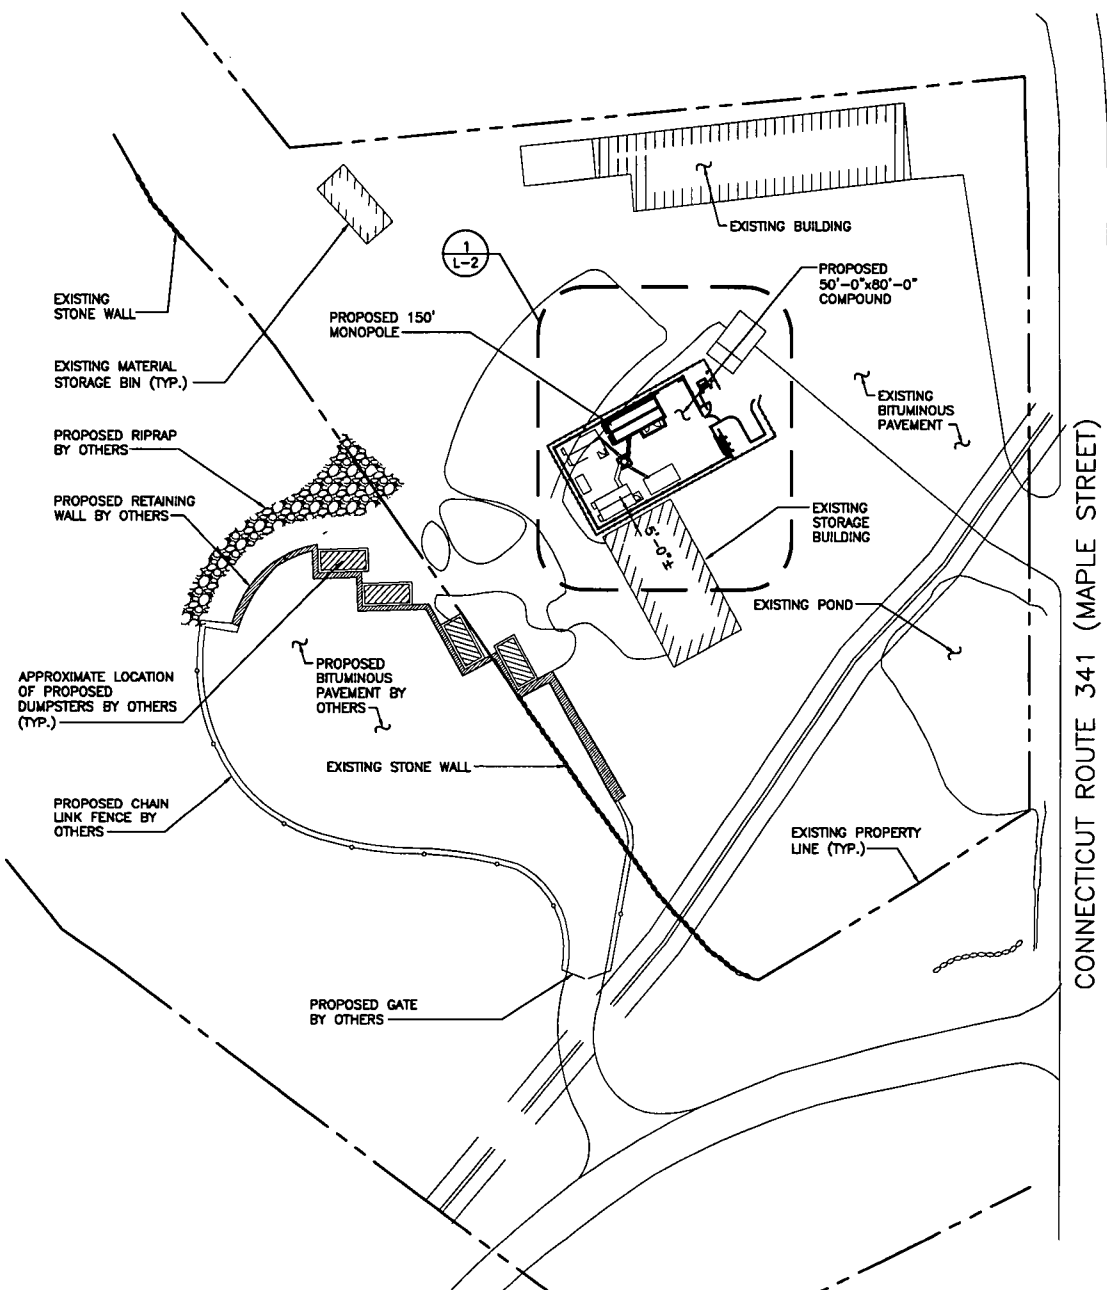 EXISTING BUILDING
1
L-2
PROPOSED
50'-0"x80'-0"
COMPOUND
EXISTING
STONE WALL
PROPOSED 150'
MONOPOLE
EXISTING MATERIAL
STORAGE BIN (TYP.)
EXISTING
BITUMINOUS
PAVEMENT
PROPOSED RIPRAP
BY OTHERS
PROPOSED RETAINING
WALL BY OTHERS
EXISTING
STORAGE
BUILDING
5'-0"±
EXISTING POND
APPROXIMATE LOCATION
OF PROPOSED
DUMPSTERS BY OTHERS
(TYP.)
PROPOSED
BITUMINOUS
PAVEMENT BY
OTHERS
EXISTING STONE WALL
PROPOSED CHAIN
LINK FENCE BY
OTHERS
EXISTING PROPERTY
LINE (TYP.)
PROPOSED GATE
BY OTHERS
CONNECTICUT ROUTE 341 (MAPLE STREET)